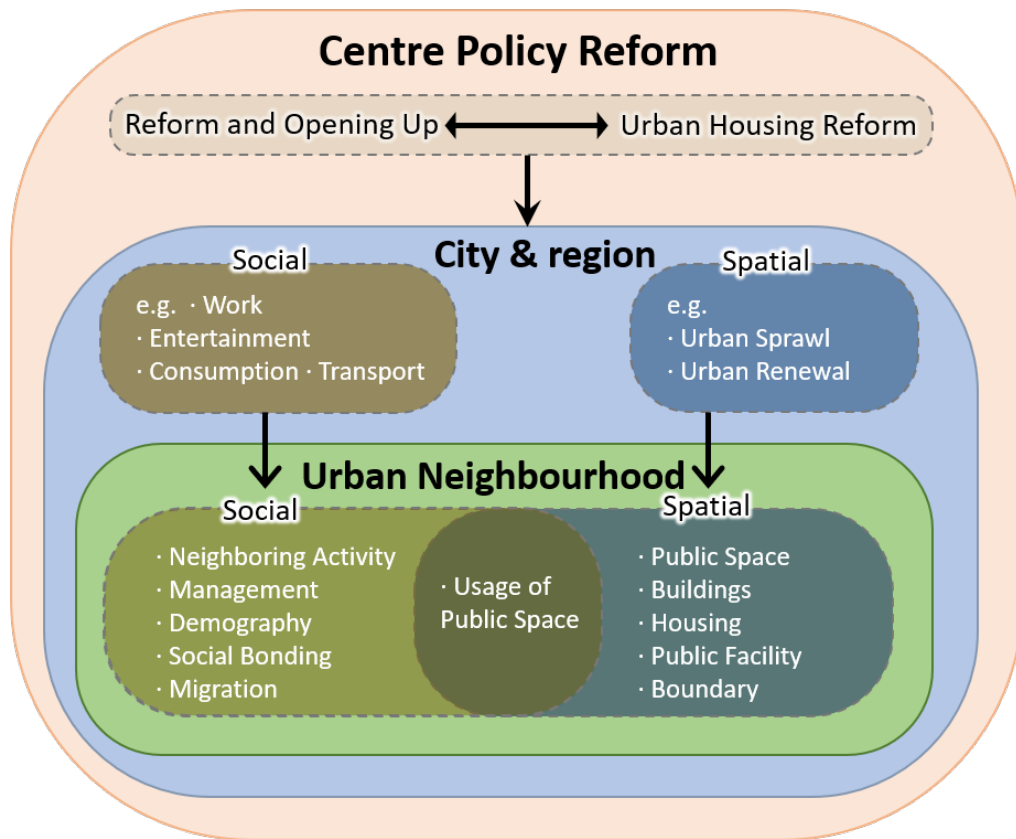 Centre Policy Reform
Reform and Opening Up
Urban Housing Reform
City & region
Social
e.g. · Work
· Entertainment
· Consumption · Transport
Spatial
e.g.
· Urban Sprawl
· Urban Renewal
Urban Neighbourhood
Social
· Neighboring Activity
· Management
· Demography
· Social Bonding
· Migration
· Usage of
Public Space
Spatial
· Public Space
· Buildings
· Housing
· Public Facility
· Boundary